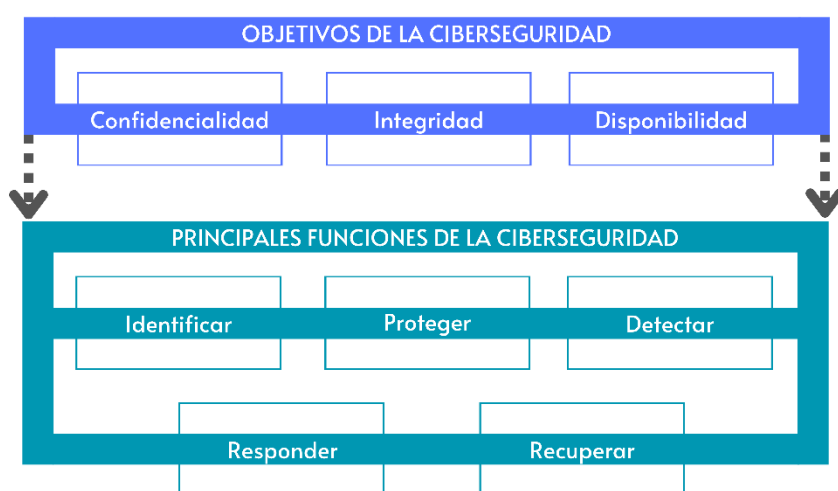 OBJETIVOS DE LA CIBERSEGURIDAD
Confidencialidad Integridad Disponibilidad
PRINCIPALES FUNCIONES DE LA CIBERSEGURIDAD
Identificar Proteger Detectar
Responder Recuperar